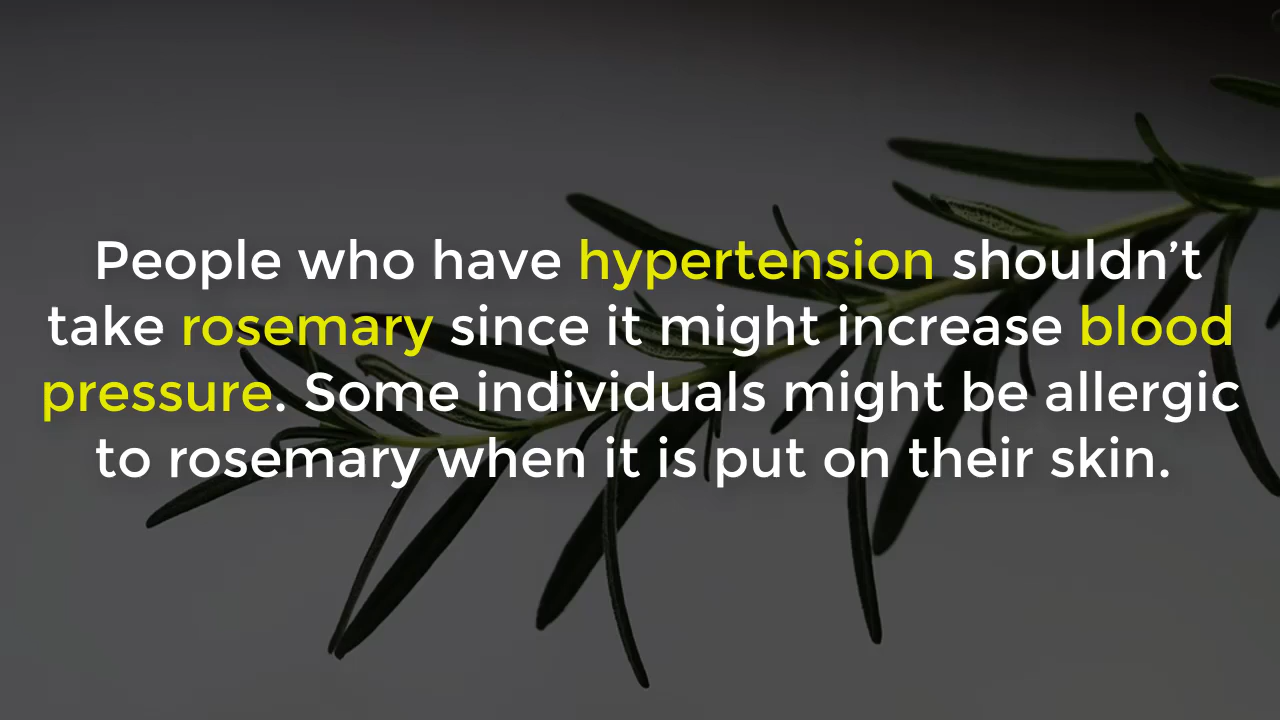 People who have hypertension shouldn’t
take rosemary since it might increase blood
pressure. Some individuals might be allergic
to rosemary when it is put on their skin.